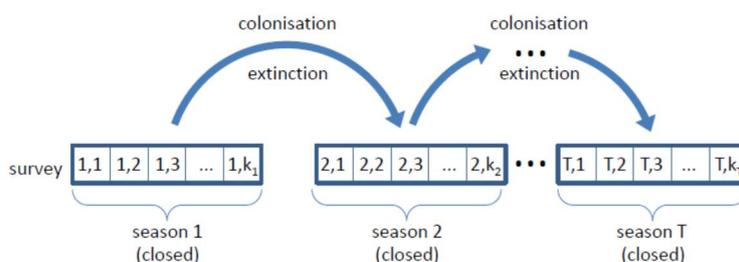 colonisation
extinction
colonisation
...
extinction
survey 1,1 1,2 1,3 ... 1,k₁ 2,1 2,2 2,3 ... 2,k₂ ... T,1 T,2 T,3 ... T,k
season 1
(closed)
season 2
(closed)
season T
(closed)